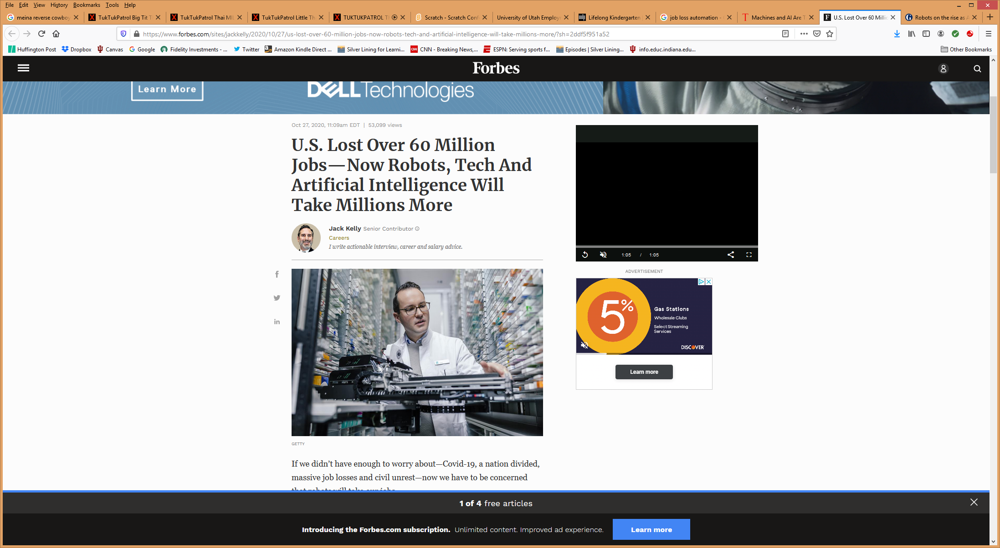 File Edit View History Bookmarks Tools Help
meina reverse cowboy
TukTukPatrol Big Tit T
TukTukPatrol Thai MIL
TukTukPatrol Little Th
TUKTUKPATROL T
Scratch - Scratch Conf
University of Utah Employ
Lifelong Kindergarten
job loss automation -
Machines and AI Are T
U.S. Lost Over 60 Millio
Robots on the rise as A
https://www.forbes.com/sites/jackkelly/2020/10/27/us-lost-over-60-million-jobs-now-robots-tech-and-artificial-intelligence-will-take-millions-more/?sh=2ddf5f951a52
Huffington Post Dropbox Canvas Google Fidelity Investments - ... Twitter Amazon Kindle Direct ... Silver Lining for Learni... CNN - Breaking News,... ESPN: Serving sports f... Episodes | Silver Lining... info.educ.indiana.edu... Other Bookmarks
Forbes
Learn More
DELL Technologies
Oct 27, 2020, 11:09am EDT | 53,099 views
U.S. Lost Over 60 Million
Jobs—Now Robots, Tech And
Artificial Intelligence Will
Take Millions More
Jack Kelly Senior Contributor
Careers
I write actionable interview, career and salary advice.
1:05 / 1:05
ADVERTISEMENT
5%
Gas Stations
Wholesale Clubs
Select Streaming
Services
DISCOVER
Learn more
GETTY
If we didn't have enough to worry about—Covid-19, a nation divided,
massive job losses and civil unrest—now we have to be concerned
that robots will take our jobs.
1 of 4 free articles
Introducing the Forbes.com subscription. Unlimited content. Improved ad experience. Learn more